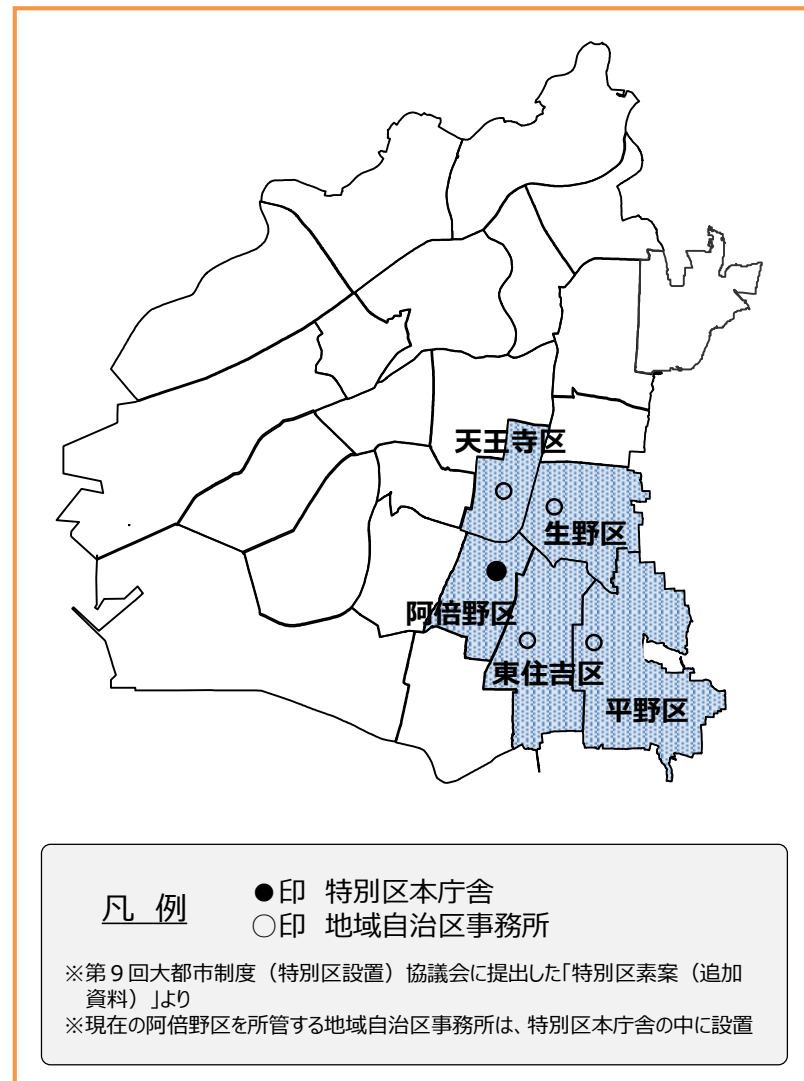 天王寺区
生野区
阿倍野区
東住吉区
平野区
凡 例
●印 特別区本庁舎
○印 地域自治区事務所
※第９回大都市制度（特別区設置）協議会に提出した「特別区素案（追加
資料）」より
※現在の阿倍野区を所管する地域自治区事務所は、特別区本庁舎の中に設置